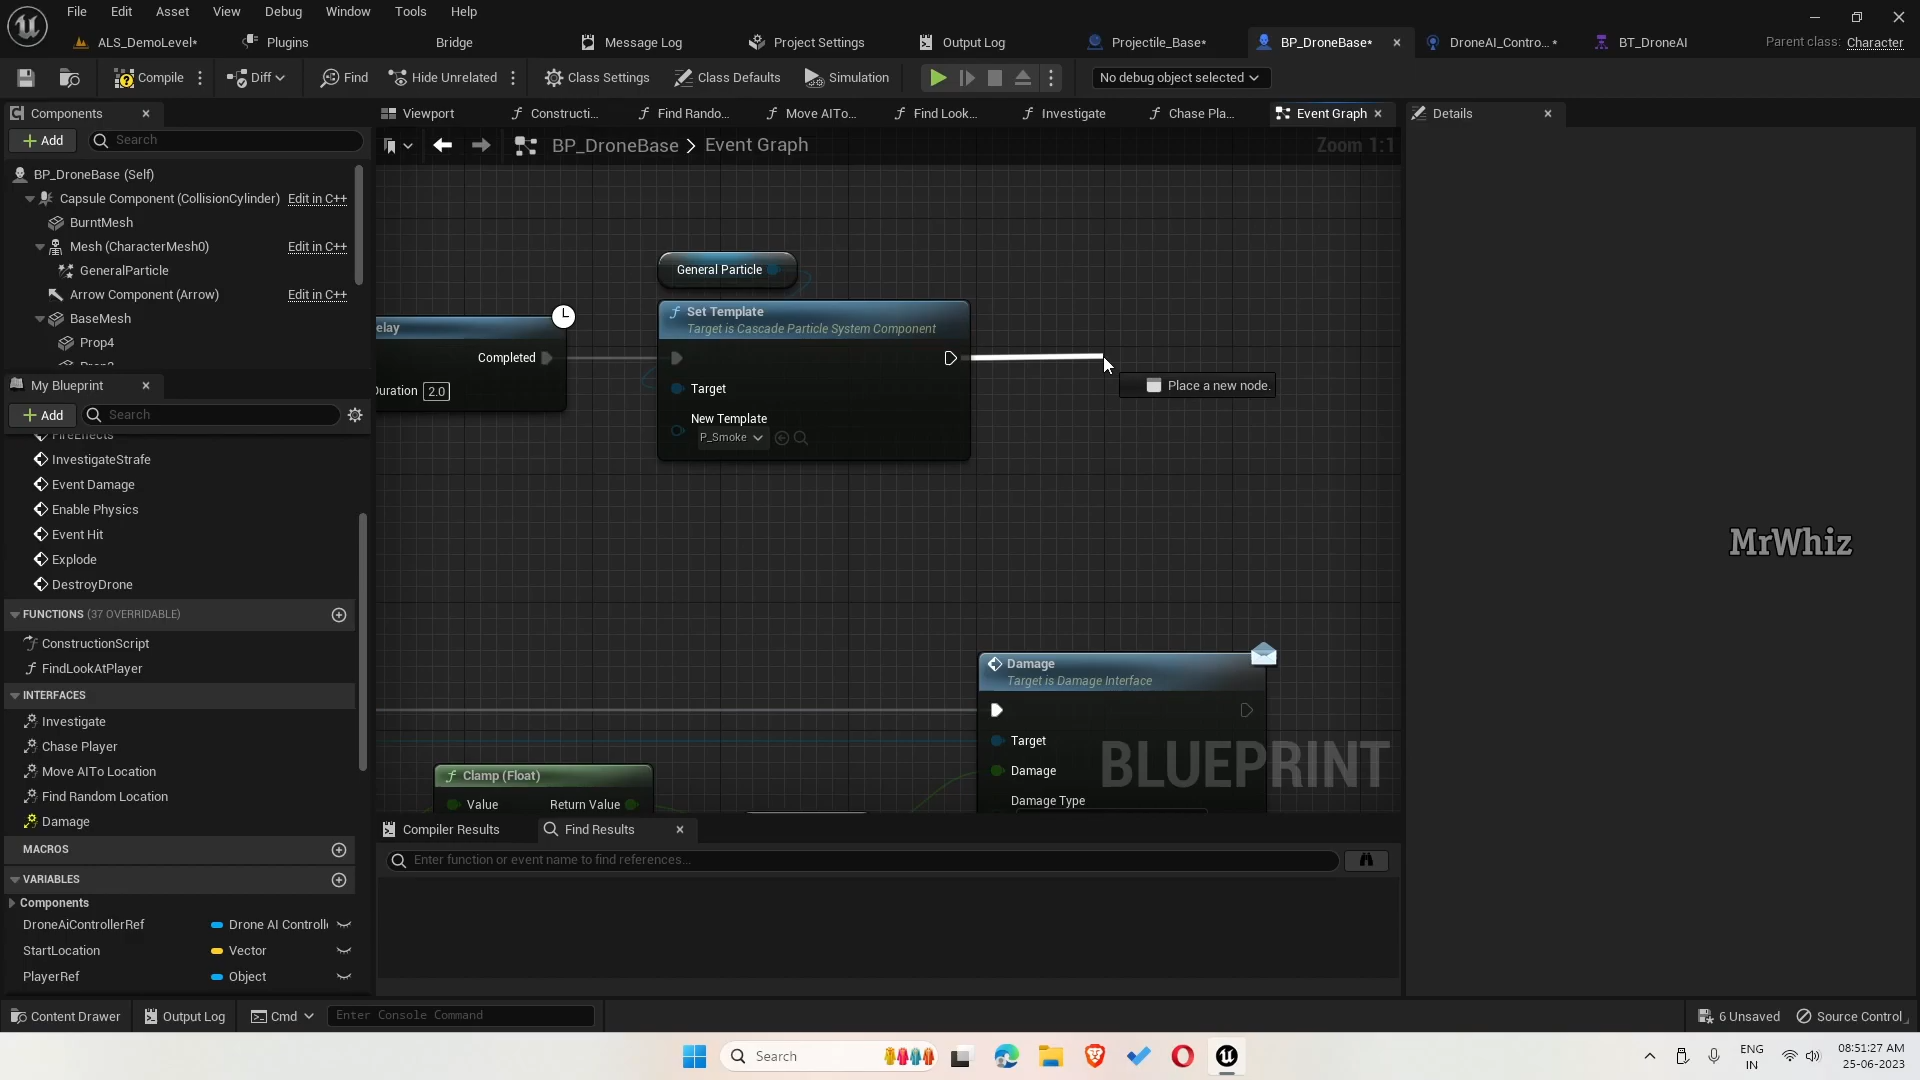 File Edit Asset View Debug Window Tools Help
ALS_DemoLevel* Plugins Bridge Message Log Project Settings Output Log Projectile_Base* BP_DroneBase* DroneAI_Contro...* BT_DroneAI Parent class: Character
Compile Diff Find Hide Unrelated Class Settings Class Defaults Simulation No debug object selected
Components Viewport Constructi... Find Rando... Move AITo... Find Look... Investigate Chase Pla... Event Graph Details
Add Search BP_DroneBase > Event Graph Zoom 1:1
BP_DroneBase (Self)
Capsule Component (CollisionCylinder) Edit in C++
BurntMesh
Mesh (CharacterMesh0) Edit in C++
GeneralParticle
Arrow Component (Arrow) Edit in C++
BaseMesh
Prop4
General Particle
Set Template
Target is Cascade Particle System Component
elay
Completed
Duration 2.0
Target
New Template
P_Smoke
Place a new node.
My Blueprint
Add Search
FireEffects
InvestigateStrafe
Event Damage
Enable Physics
Event Hit
Explode
DestroyDrone
FUNCTIONS (37 OVERRIDABLE)
ConstructionScript
FindLookAtPlayer
INTERFACES
Investigate
Chase Player
Move AITo Location
Find Random Location
Damage
MACROS
VARIABLES
Components
DroneAiControllerRef Drone AI Controll
StartLocation Vector
PlayerRef Object
MrWhiz
Damage
Target is Damage Interface
Target
Damage
Damage Type
BLUEPRINT
Clamp (Float)
Value Return Value
Compiler Results Find Results
Enter function or event name to find references...
Content Drawer Output Log Cmd Enter Console Command 6 Unsaved Source Control
Search
ENG
IN
08:51:27 AM
25-06-2023